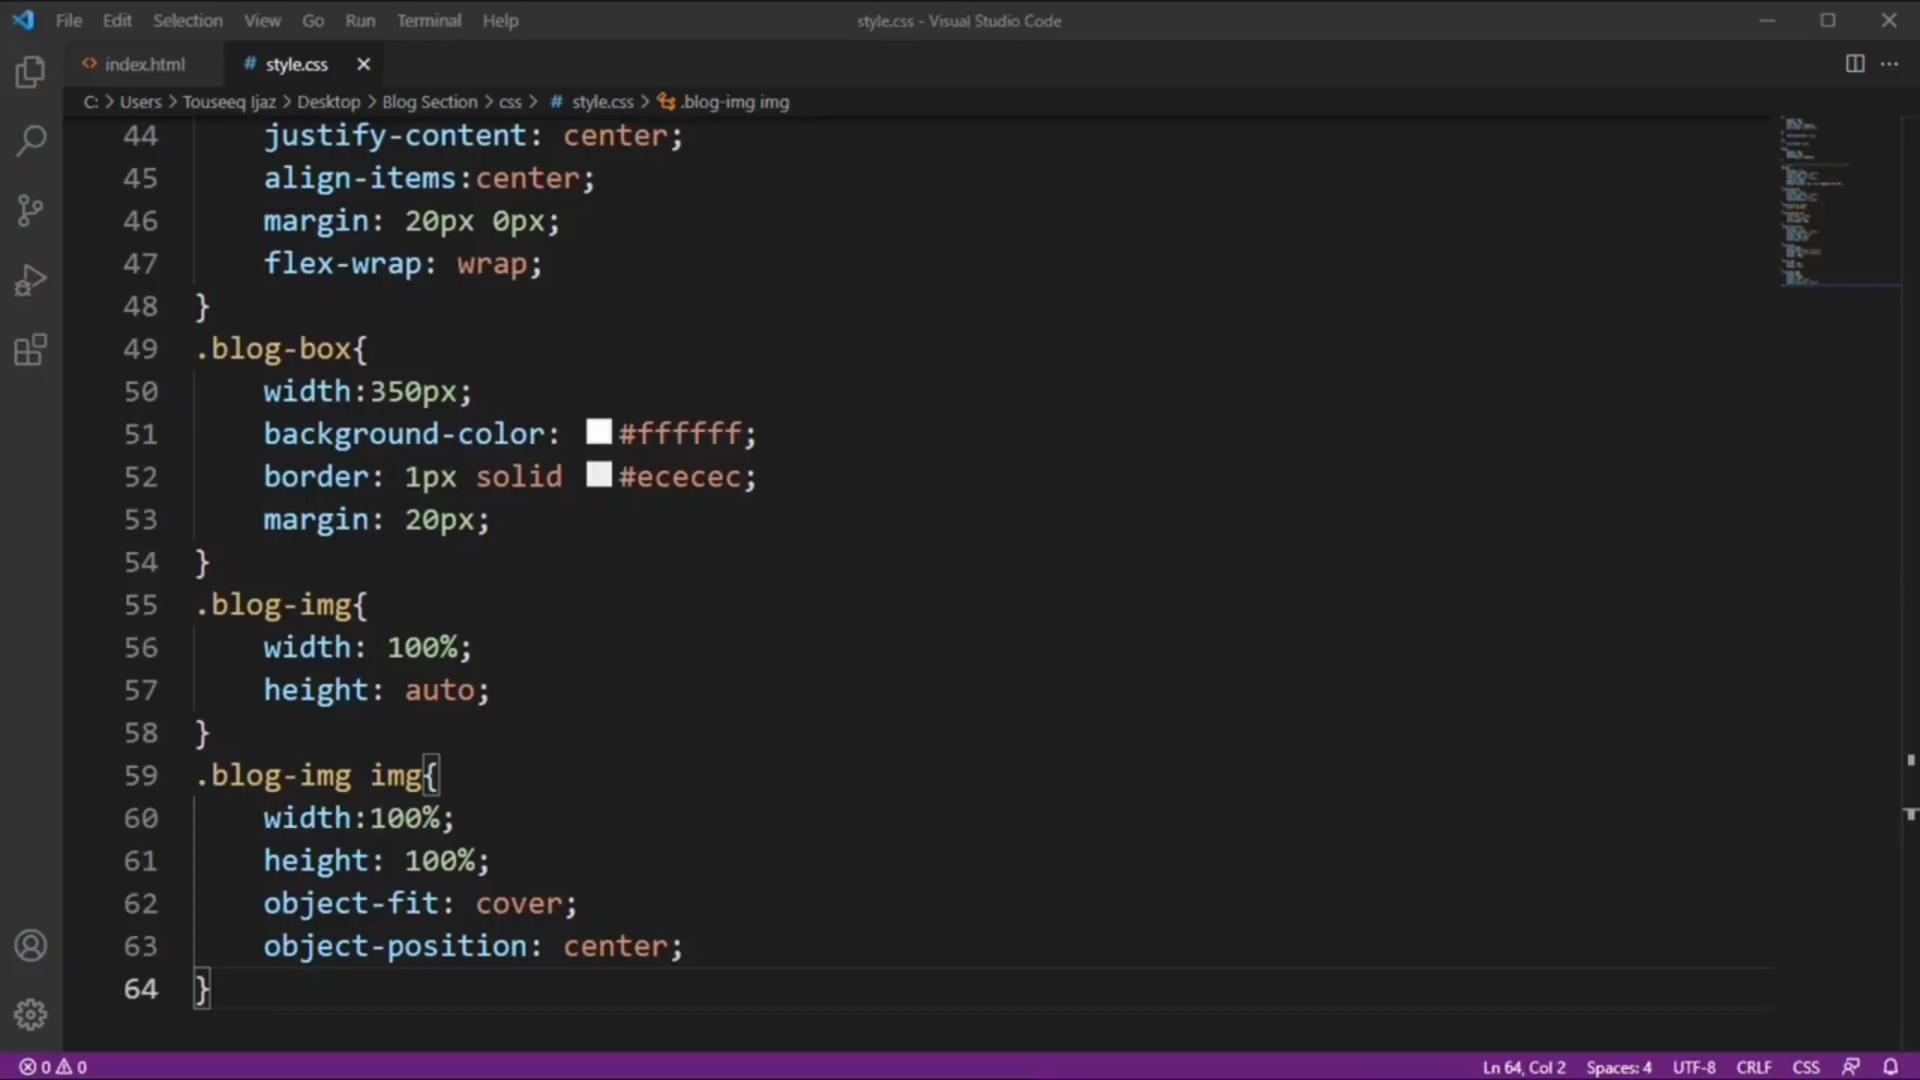 File Edit Selection View Go Run Terminal Help style.css - Visual Studio Code
index.html # style.css
C: > Users > Touseeq Ijaz > Desktop > Blog Section > css > # style.css > .blog-img img
44 justify-content: center;
45 align-items:center;
46 margin: 20px 0px;
47 flex-wrap: wrap;
48 }
49 .blog-box{
50 width:350px;
51 background-color: #ffffff;
52 border: 1px solid #ececec;
53 margin: 20px;
54 }
55 .blog-img{
56 width: 100%;
57 height: auto;
58 }
59 .blog-img img{
60 width:100%;
61 height: 100%;
62 object-fit: cover;
63 object-position: center;
64 }
0 0 Ln 64, Col 2 Spaces: 4 UTF-8 CRLF CSS